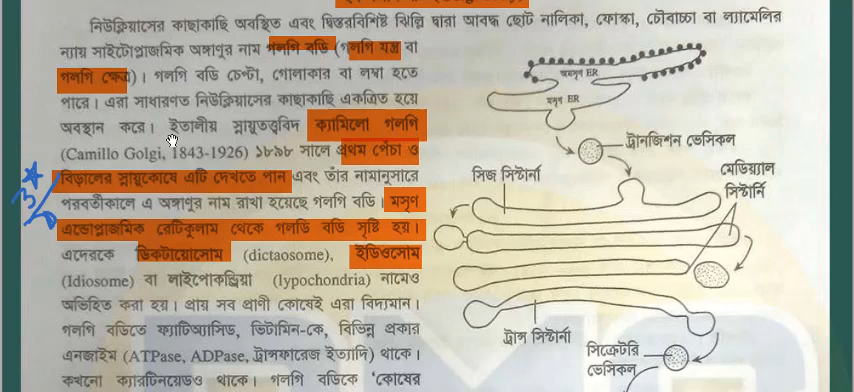 নিউক্লিয়াসের কাছাকাছি অবস্থিত এবং দ্বিস্তরবিশিষ্ট ঝিল্লি দ্বারা আবদ্ধ ছোট নালিকা, ফোস্কা, চৌবাচ্চা বা ল্যামেলির
ন্যায় সাইটোপ্লাজমিক অঙ্গাণুর নাম গলগি বডি (গলগি যন্ত্র বা
গলগি ক্ষেত্র)। গলগি বডি চেপ্টা, গোলাকার বা লম্বা হতে
পারে। এরা সাধারণত নিউক্লিয়াসের কাছাকাছি একত্রিত হয়ে
অবস্থান করে। ইতালীয় স্নায়ুতত্ত্ববিদ ক্যামিলো গলগি
(Camillo Golgi, 1843-1926) ১৮৯৮ সালে প্রথম পেঁচা ও
বিড়ালের স্নায়ুকোষে এটি দেখতে পান এবং তাঁর নামানুসারে
পরবর্তীকালে এ অঙ্গাণুর নাম রাখা হয়েছে গলগি বডি। মসৃণ
এন্ডোপ্লাজমিক রেটিকুলাম থেকে গলডি বডি সৃষ্টি হয়।
এদেরকে ডিকটায়োসোম (dictaosome), ইডিওসোম
(Idiosome) বা লাইপোকন্ড্রিয়া (lypochondria) নামেও
অভিহিত করা হয়। প্রায় সব প্রাণী কোষেই এরা বিদ্যমান।
গলগি বডিতে ফ্যাটিঅ্যাসিড, ভিটামিন-কে, বিভিন্ন প্রকার
এনজাইম (ATPase, ADPase, ট্রান্সফারেজ ইত্যাদি) থাকে।
কখনো ক্যারটিনয়েডও থাকে। গলগি বডিকে 'কোষের
অমসৃণ ER
মসৃণ ER
ট্রানজিশন ভেসিকল
সিজ সিস্টার্না
মেডিয়্যাল
সিস্টার্নি
ট্রান্স সিস্টার্না
সিক্রেটরি
ভেসিকল